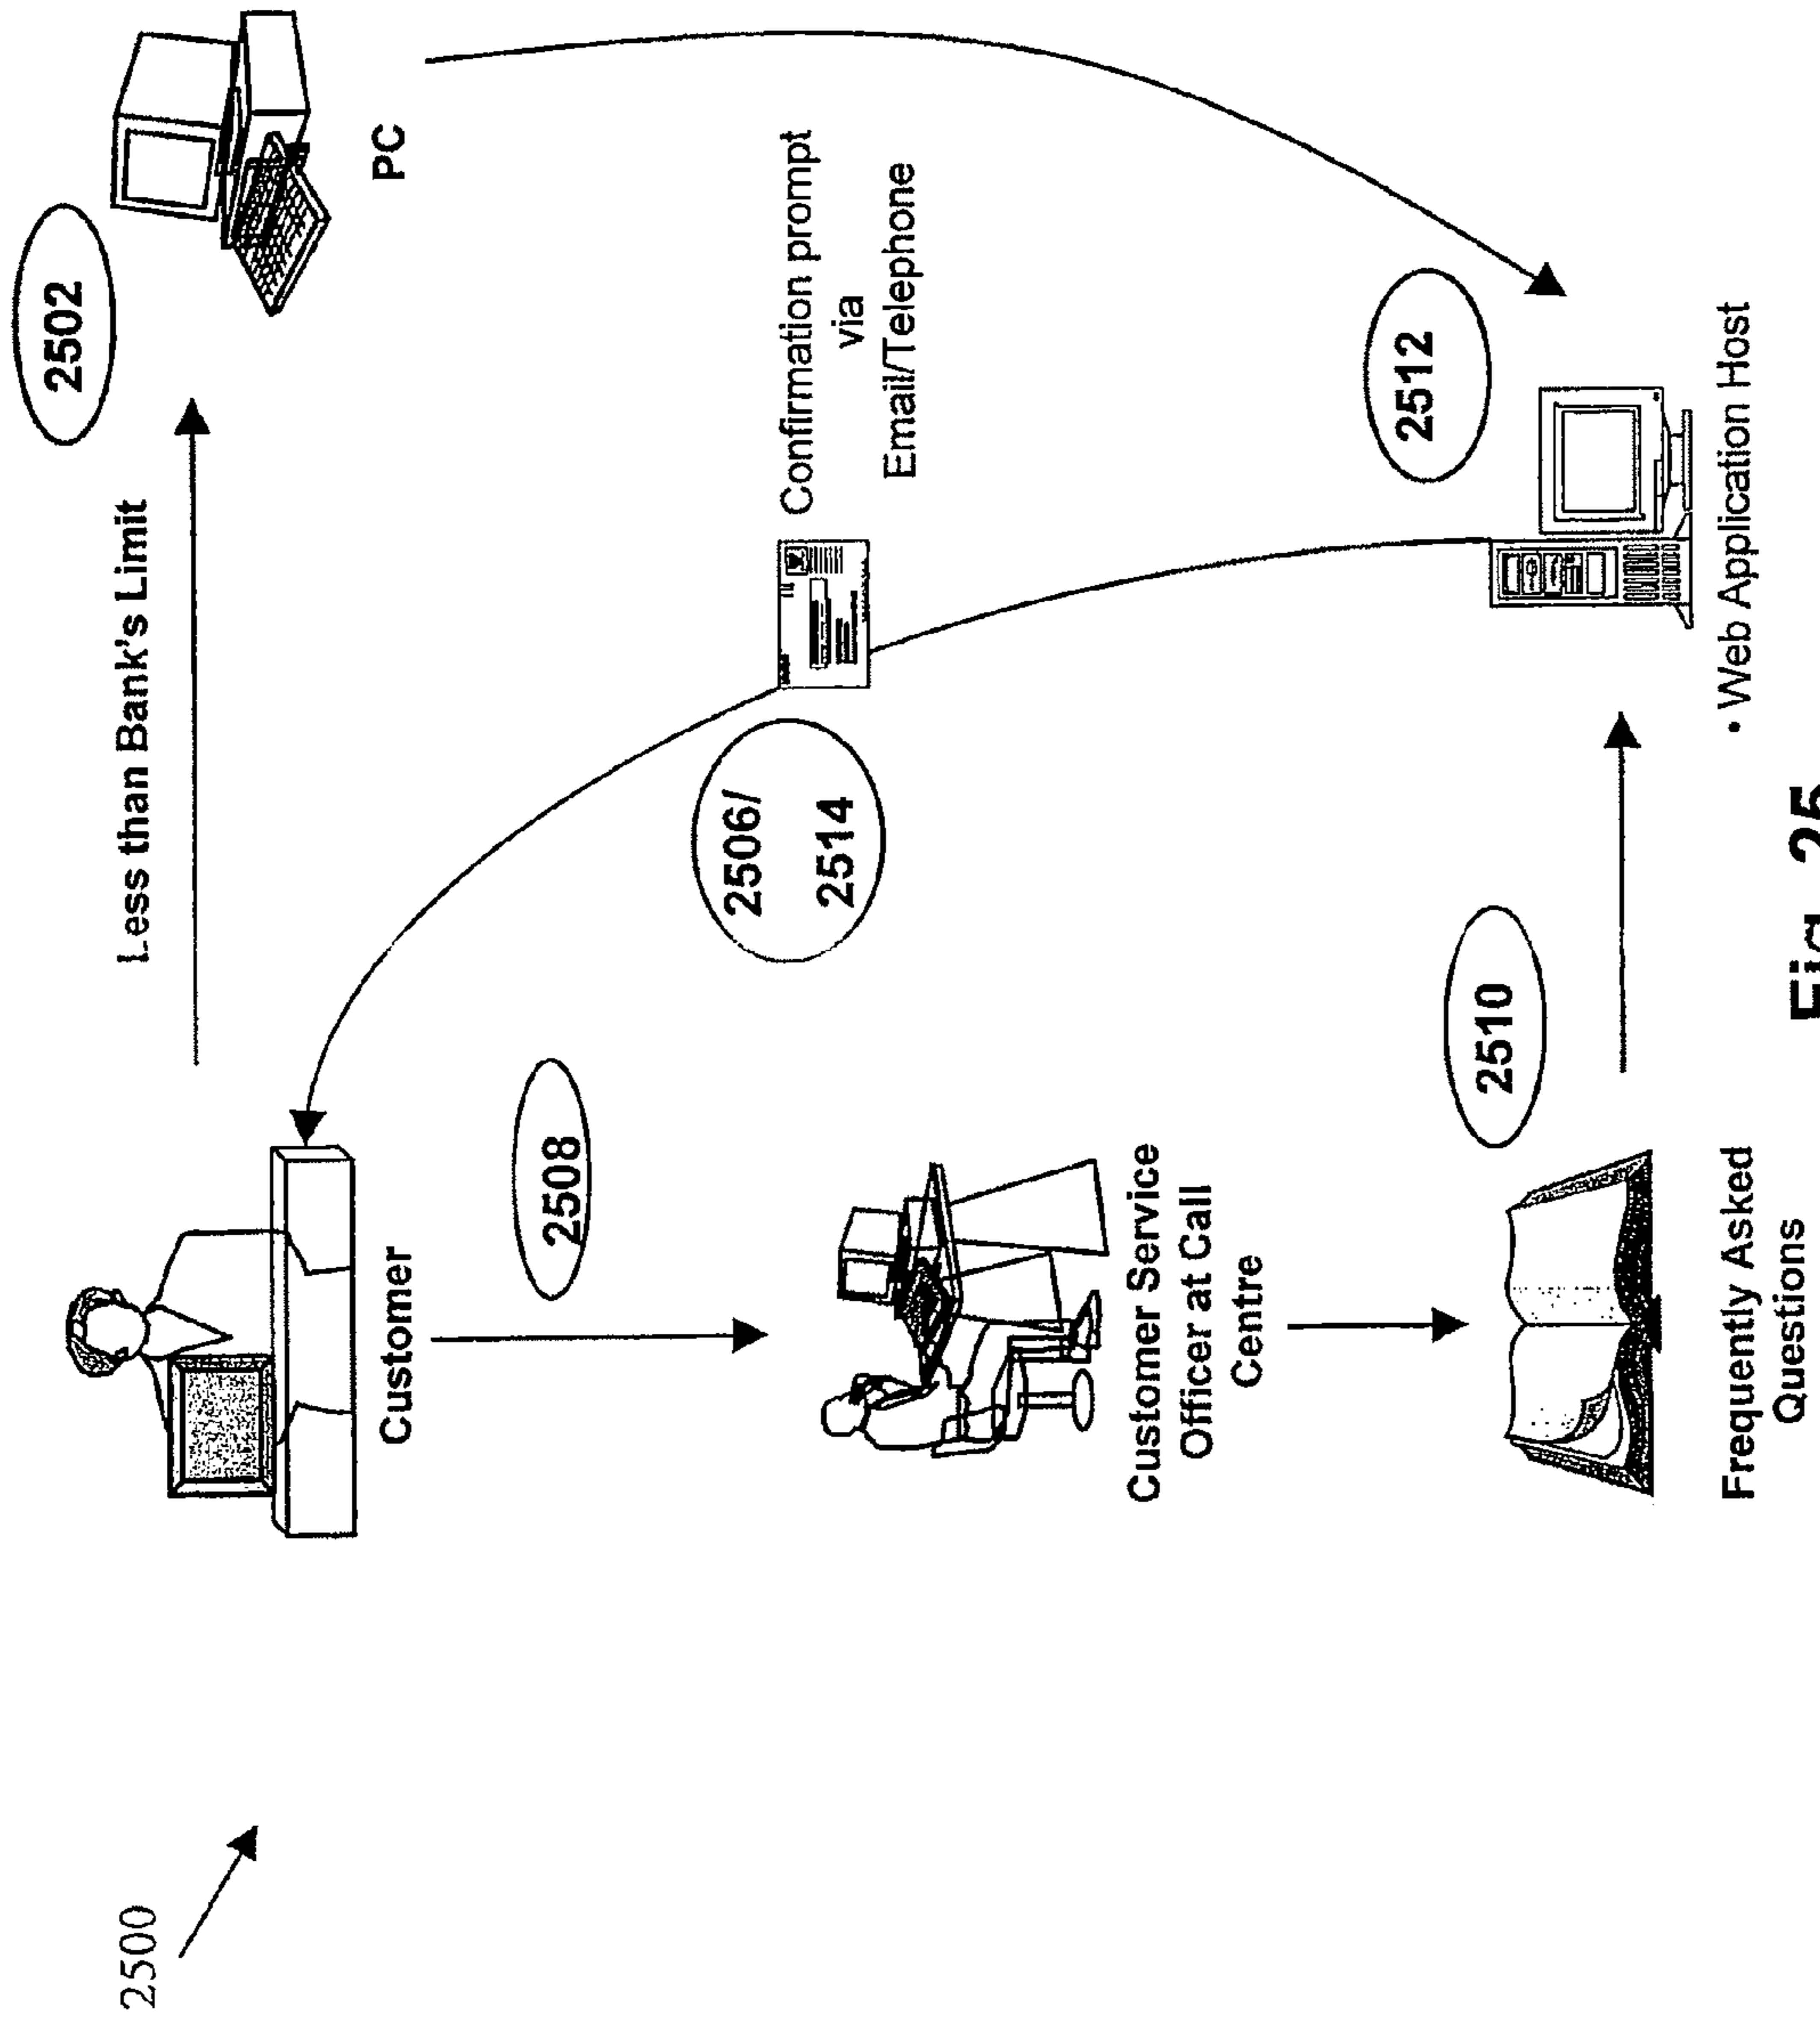 2500
Customer
Less than Bank's Limit
2502
PC
2508
2506/
2514
Confirmation prompt
via
Email/Telephone
Customer Service
Officer at Call
Centre
2510
2512
Frequently Asked
Questions
• Web Application Host
Fig. 25